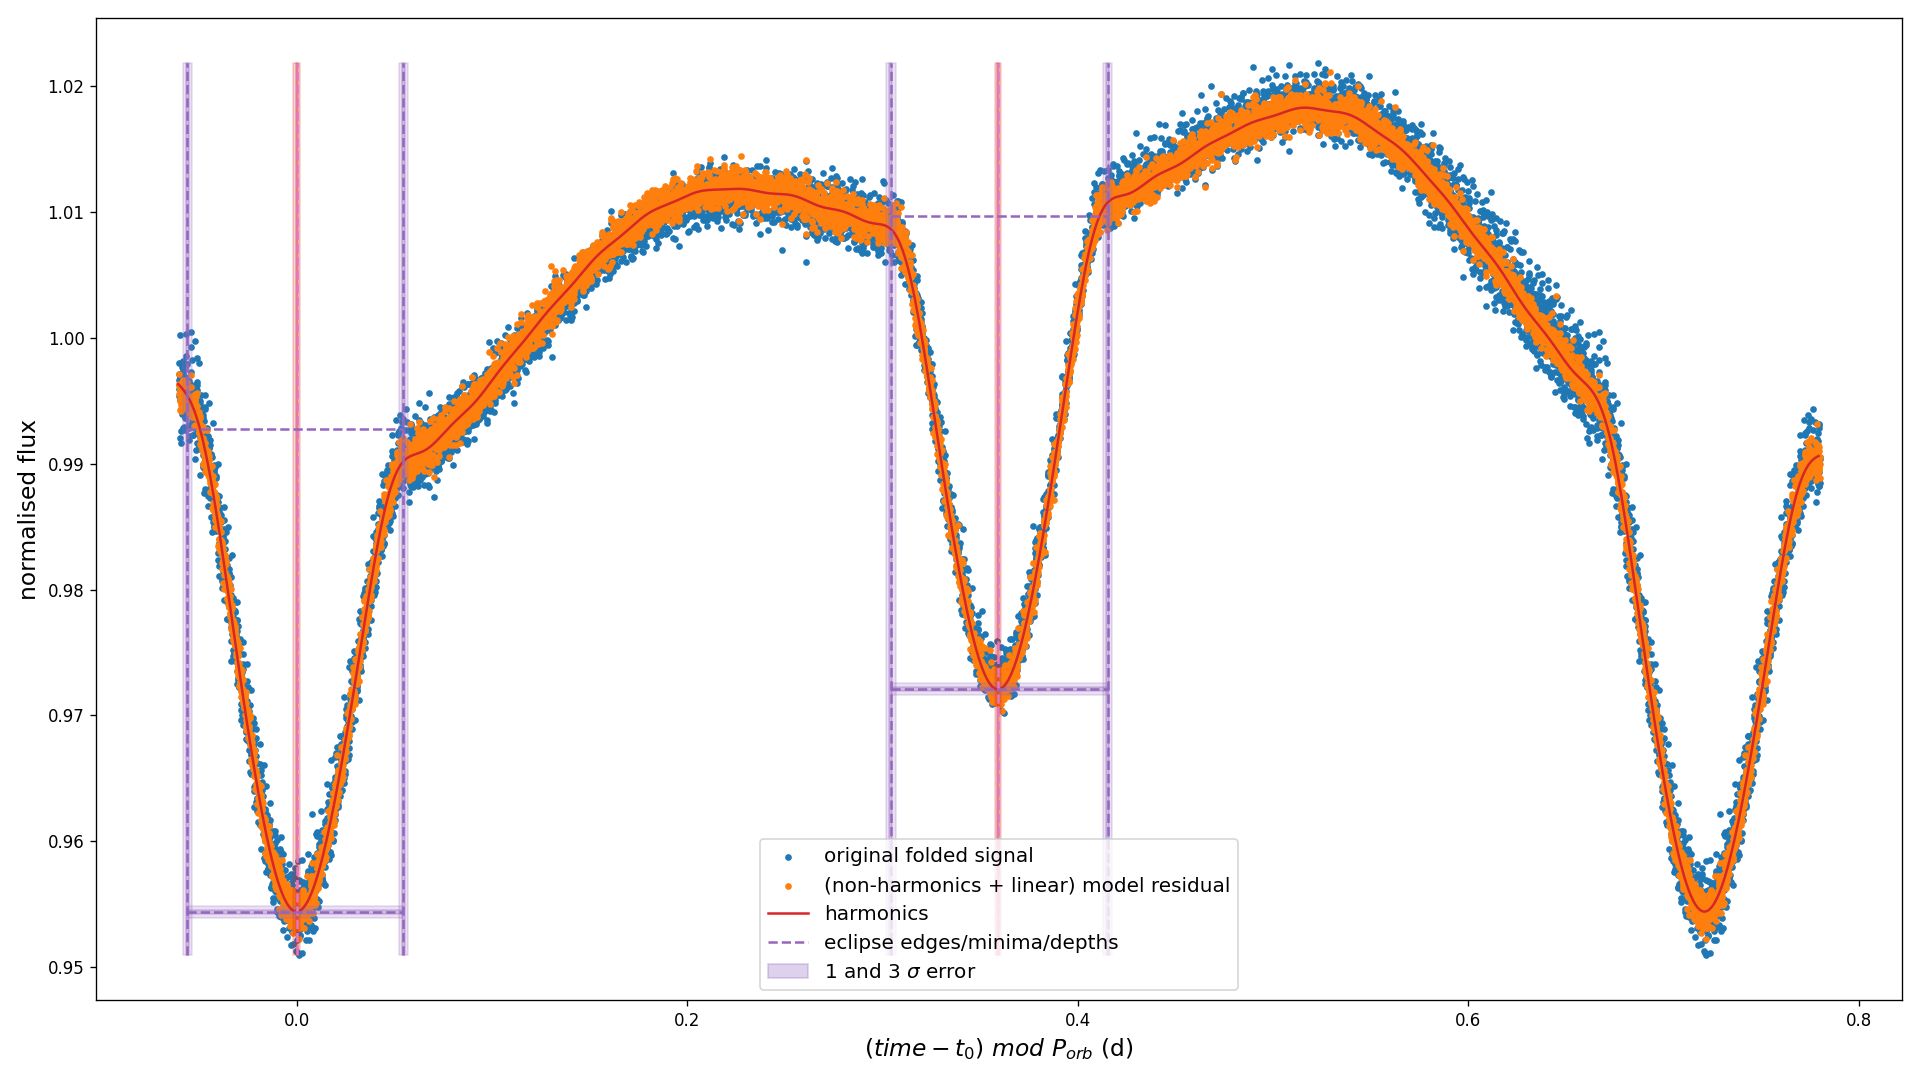 normalised flux
1.02
1.01
1.00
0.99
0.98
0.97
0.96
0.95
original folded signal
(non-harmonics + linear) model residual
harmonics
eclipse edges/minima/depths
1 and 3 σ error
0.0 0.2 0.4 0.6 0.8
(time − t₀) mod Pₒᵣb (d)